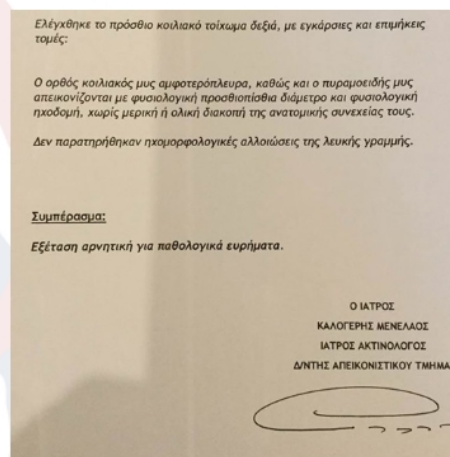 Ελέγχθηκε το πρόσθιο κοιλιακό τοίχωμα δεξιά, με εγκάρσιες και επιμήκεις
τομές:
Ο ορθός κοιλιακός μυς αμφοτερόπλευρα, καθώς και ο πυραμοειδής μυς
απεικονίζονται με φυσιολογική προσθιοπίσθια διάμετρο και φυσιολογική
ηχοδομή, χωρίς μερική ή ολική διακοπή της ανατομικής συνεχείας τους.
Δεν παρατηρήθηκαν ηχομορφολογικές αλλοιώσεις της λευκής γραμμής.
Συμπέρασμα:
Εξέταση αρνητική για παθολογικά ευρήματα.
Ο ΙΑΤΡΟΣ
ΚΑΛΟΓΕΡΗΣ ΜΕΝΕΛΑΟΣ
ΙΑΤΡΟΣ ΑΚΤΙΝΟΛΟΓΟΣ
Δ/ΝΤΗΣ ΑΠΕΙΚΟΝΙΣΤΙΚΟΥ ΤΜΗΜΑ